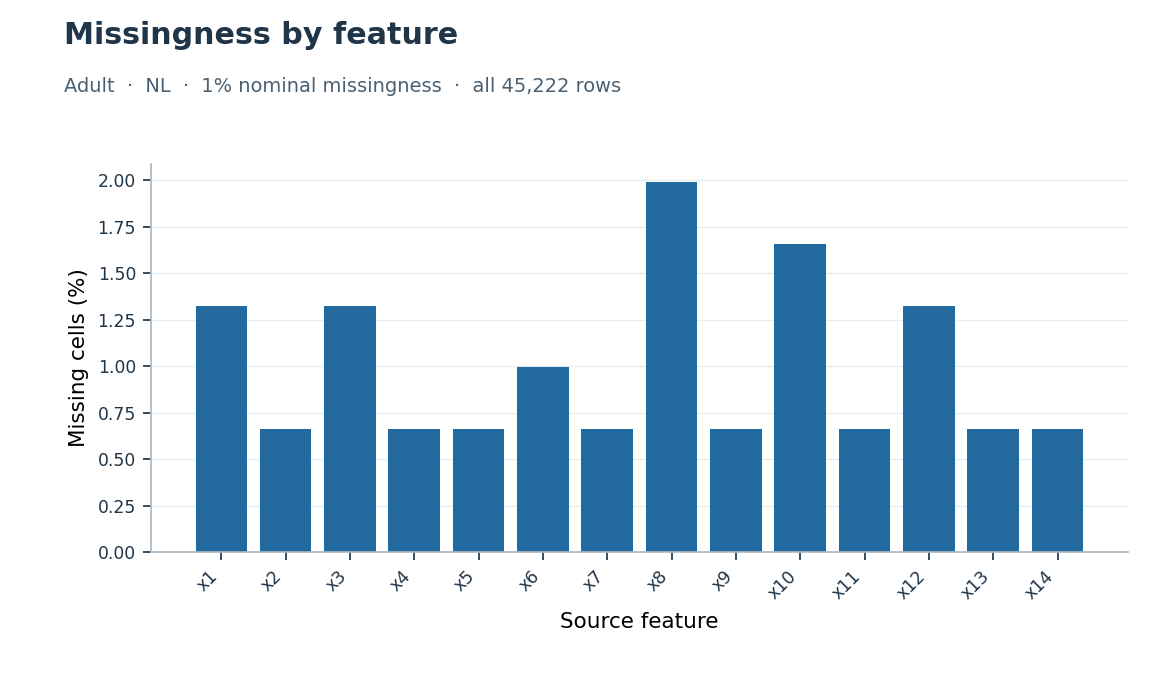 Missingness by feature
Adult · NL · 1% nominal missingness · all 45,222 rows
Missing cells (%)
2.00
1.75
1.50
1.25
1.00
0.75
0.50
0.25
0.00
x1 x2 x3 x4 x5 x6 x7 x8 x9 x10 x11 x12 x13 x14
Source feature